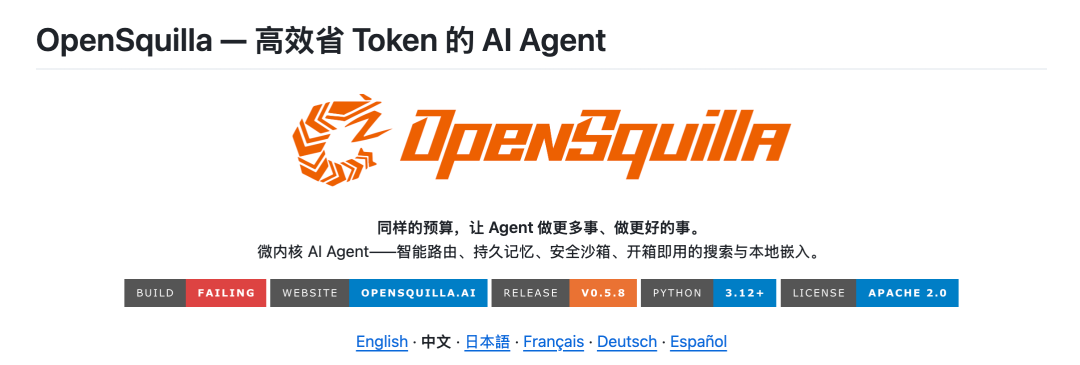 OpenSquilla — 高效省 Token 的 AI Agent
OpenSquilla
同样的预算，让 Agent 做更多事、做更好的事。
微内核 AI Agent——智能路由、持久记忆、安全沙箱、开箱即用的搜索与本地嵌入。
BUILD FAILING WEBSITE OPENSQUILLA.AI RELEASE V0.5.8 PYTHON 3.12+ LICENSE APACHE 2.0
English · 中文 · 日本語 · Français · Deutsch · Español